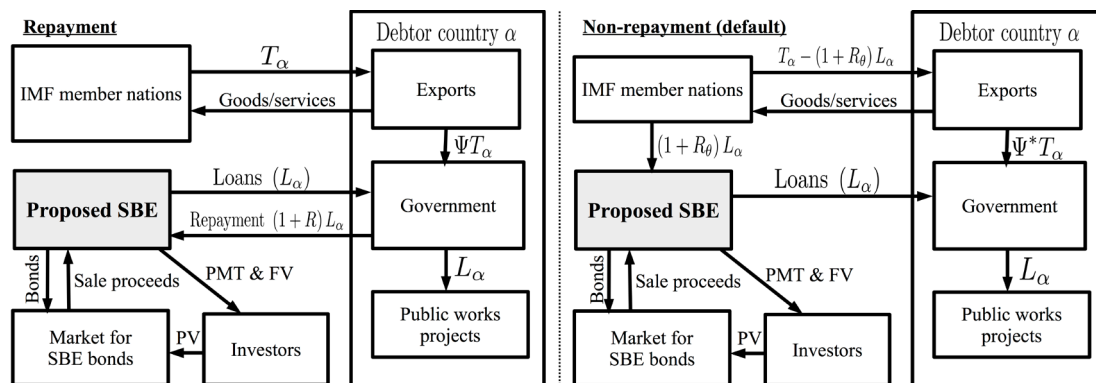 Repayment
Debtor country α
T_α
IMF member nations
Exports
Goods/services
ΨT_α
Loans (L_α)
Proposed SBE
Government
Repayment (1 + R) L_α
Bonds
Sale proceeds
PMT & FV
L_α
Market for
SBE bonds
PV
Investors
Public works
projects
Non-repayment (default)
Debtor country α
T_α − (1 + R_θ) L_α
IMF member nations
Exports
Goods/services
(1 + R_θ) L_α
Ψ*T_α
Loans (L_α)
Proposed SBE
Government
Bonds
Sale proceeds
PMT & FV
L_α
Market for
SBE bonds
PV
Investors
Public works
projects